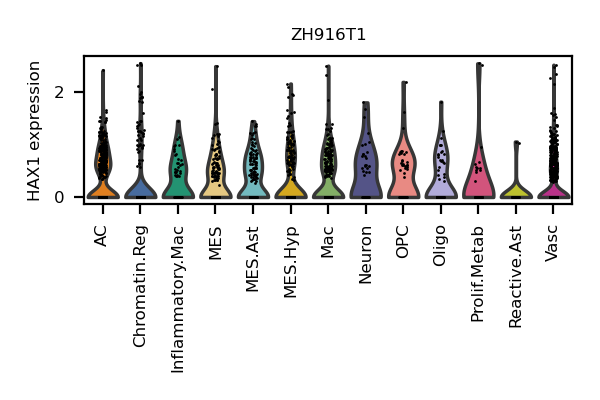 ZH916T1
HAX1 expression
2
0
AC
Chromatin.Reg
Inflammatory.Mac
MES
MES.Ast
MES.Hyp
Mac
Neuron
OPC
Oligo
Prolif.Metab
Reactive.Ast
Vasc